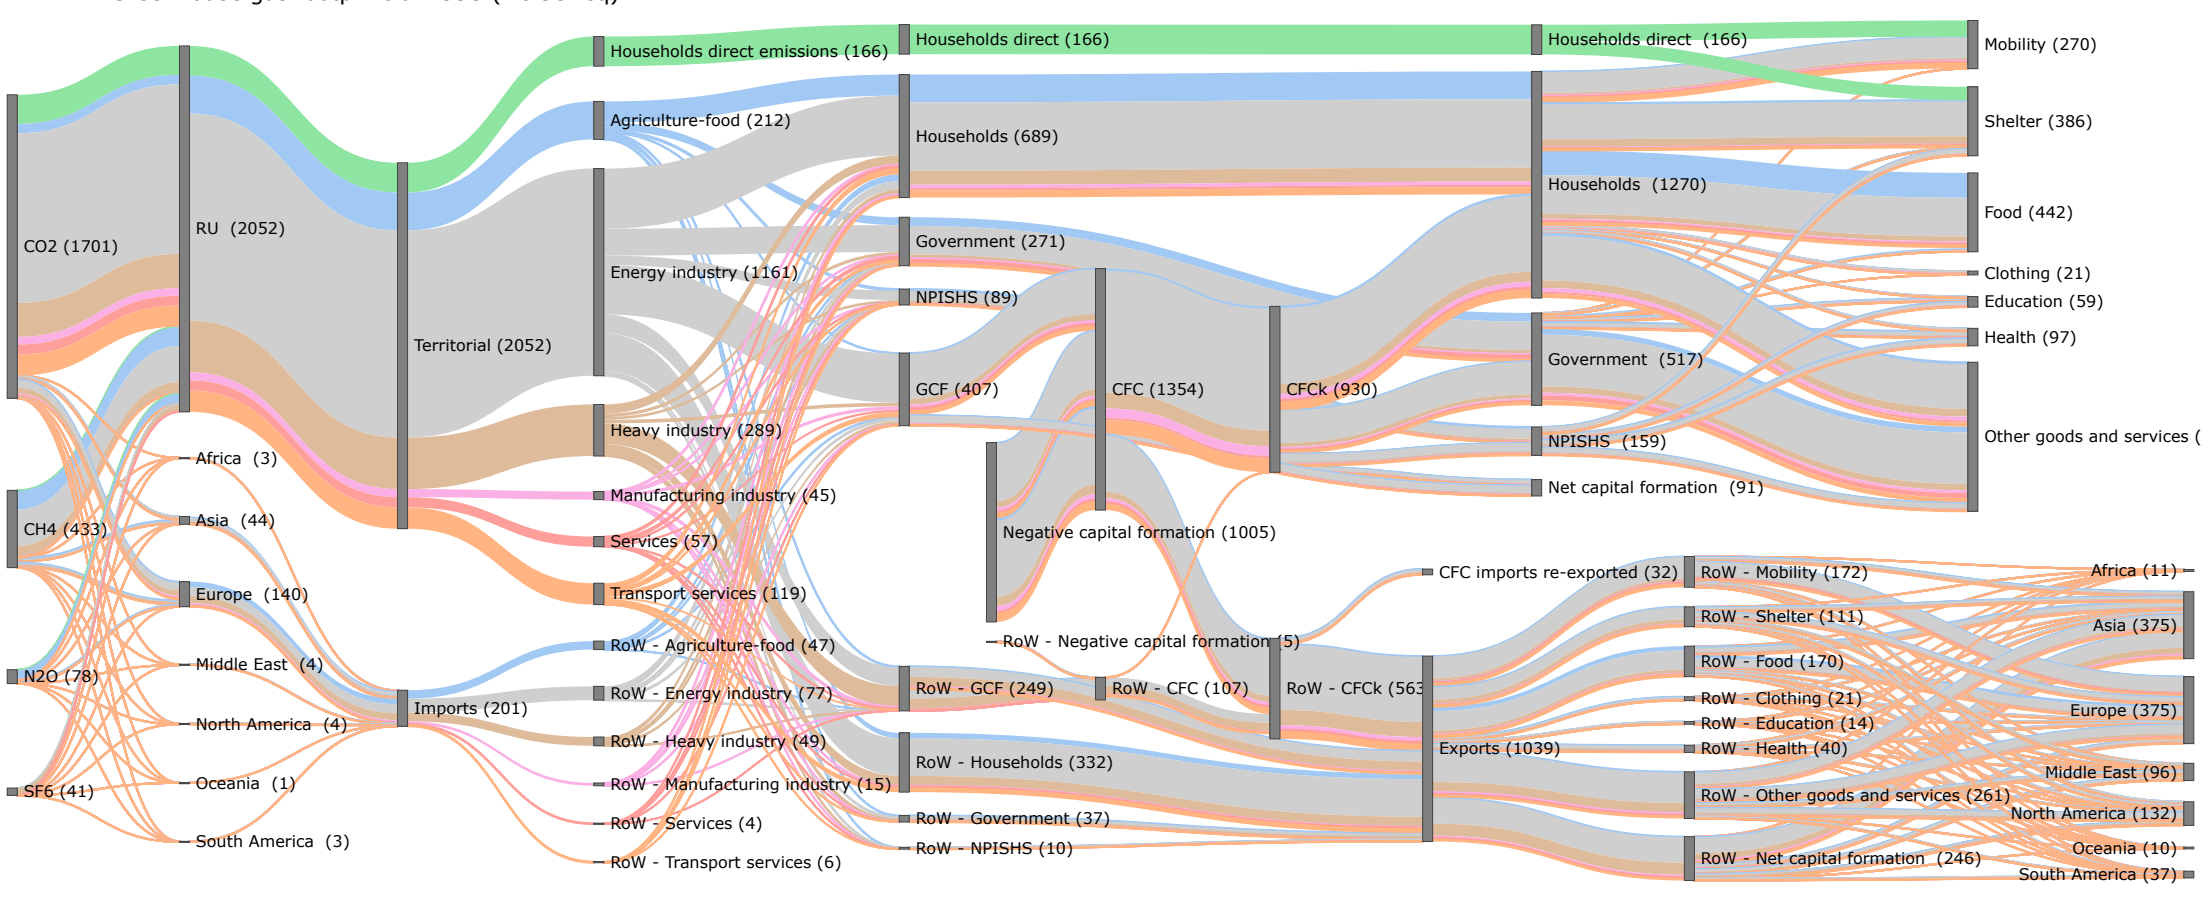 CO2 (1701)
CH4 (433)
N2O (78)
SF6 (41)
RU (2052)
Africa (3)
Asia (44)
Europe (140)
Middle East (4)
North America (4)
Oceania (1)
South America (3)
Territorial (2052)
Imports (201)
Households direct emissions (166)
Agriculture-food (212)
Energy industry (1161)
Heavy industry (289)
Manufacturing industry (45)
Services (57)
Transport services (119)
RoW - Agriculture-food (47)
RoW - Energy industry (77)
RoW - Heavy industry (49)
RoW - Manufacturing industry (15)
RoW - Services (4)
RoW - Transport services (6)
Households direct (166)
Households (689)
Government (271)
NPISHS (89)
GCF (407)
RoW - GCF (249)
RoW - Households (332)
RoW - Government (37)
RoW - NPISHS (10)
Negative capital formation (1005)
RoW - Negative capital formation (5)
CFC (1354)
RoW - CFC (107)
CFCk (930)
RoW - CFCk (563
CFC imports re-exported (32)
Exports (1039)
Households direct (166)
Households (1270)
Government (517)
NPISHS (159)
Net capital formation (91)
RoW - Mobility (172)
RoW - Shelter (111)
RoW - Food (170)
RoW - Clothing (21)
RoW - Education (14)
RoW - Health (40)
RoW - Other goods and services (261)
RoW - Net capital formation (246)
Mobility (270)
Shelter (386)
Food (442)
Clothing (21)
Education (59)
Health (97)
Other goods and services (
Africa (11)
Asia (375)
Europe (375)
Middle East (96)
North America (132)
Oceania (10)
South America (37)